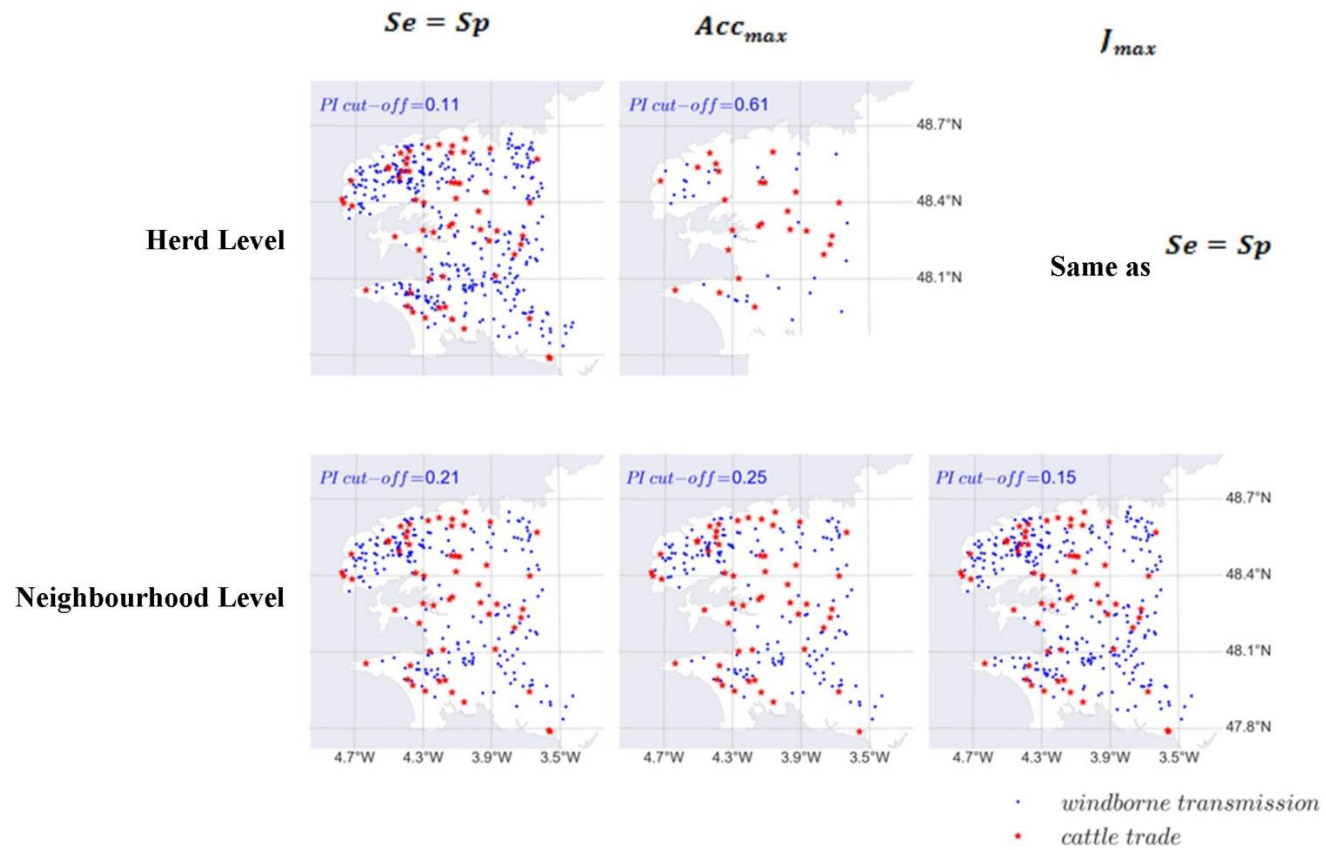 Se = Sp
Acc_max
J_max
PI cut−off=0.11
PI cut−off=0.61
48.7°N
48.4°N
48.1°N
Herd Level
Same as Se = Sp
PI cut−off=0.21
PI cut−off=0.25
PI cut−off=0.15
48.7°N
48.4°N
48.1°N
47.8°N
Neighbourhood Level
4.7°W 4.3°W 3.9°W 3.5°W
4.7°W 4.3°W 3.9°W 3.5°W
4.7°W 4.3°W 3.9°W 3.5°W
windborne transmission
cattle trade